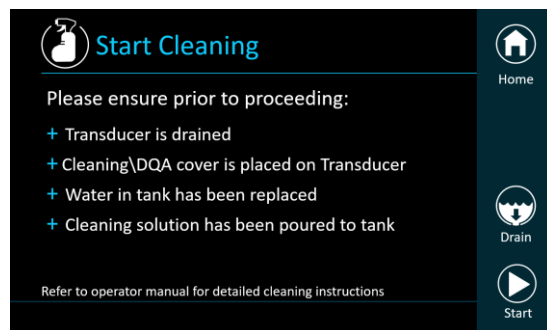 Start Cleaning
Home
Please ensure prior to proceeding:
+ Transducer is drained
+ Cleaning\DQA cover is placed on Transducer
+ Water in tank has been replaced
+ Cleaning solution has been poured to tank
Drain
Refer to operator manual for detailed cleaning instructions
Start